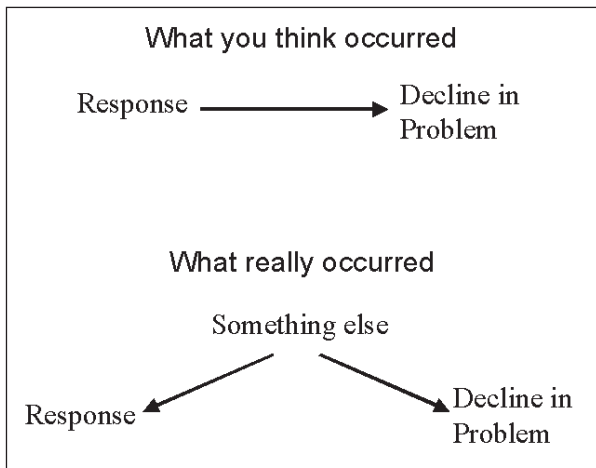 What you think occurred
Response
Decline in
Problem
What really occurred
Something else
Response
Decline in
Problem